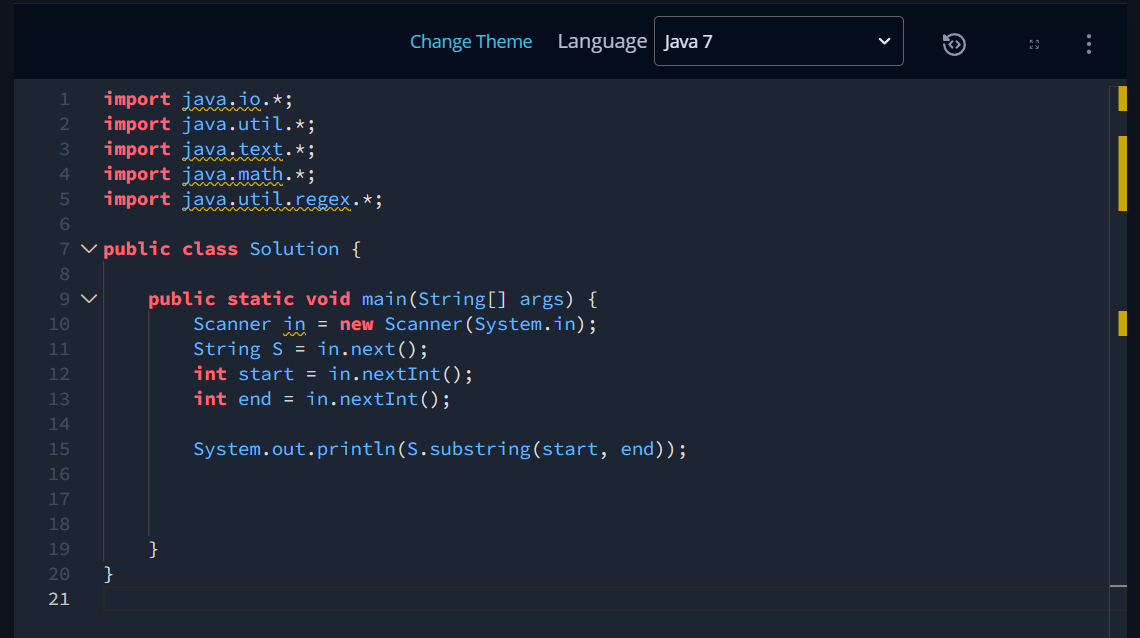 Change Theme Language Java 7
1 import java.io.*;
2 import java.util.*;
3 import java.text.*;
4 import java.math.*;
5 import java.util.regex.*;
6
7 public class Solution {
8
9     public static void main(String[] args) {
10         Scanner in = new Scanner(System.in);
11         String S = in.next();
12         int start = in.nextInt();
13         int end = in.nextInt();
14
15         System.out.println(S.substring(start, end));
16
17
18
19     }
20 }
21